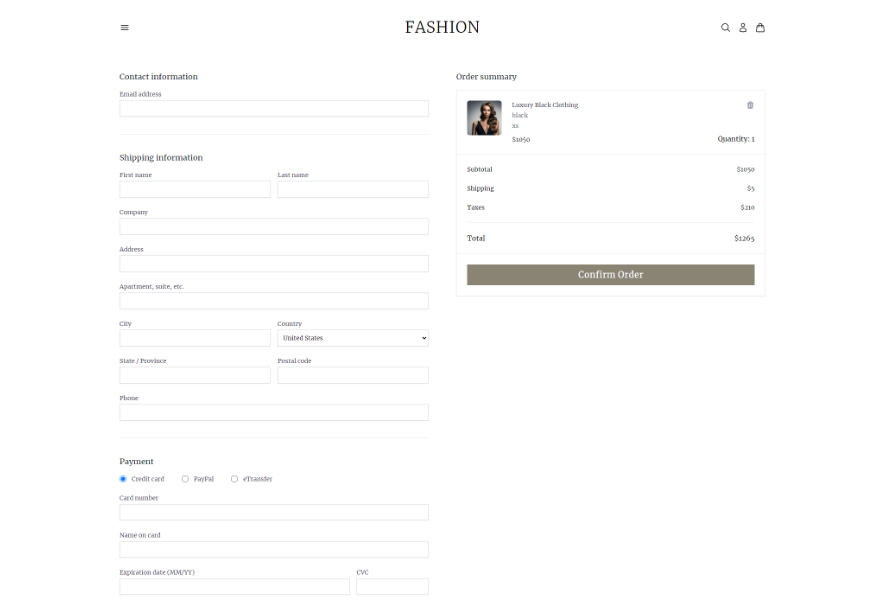 FASHION
Contact information
Email address
Shipping information
First name
Last name
Company
Address
Apartment, suite, etc.
City
Country
United States
State / Province
Postal code
Phone
Payment
Credit card
PayPal
eTransfer
Card number
Name on card
Expiration date (MM/YY)
CVC
Order summary
Luxury Black Clothing
black
xs
$1050
Quantity: 1
Subtotal
$1050
Shipping
$5
Taxes
$210
Total
$1265
Confirm Order